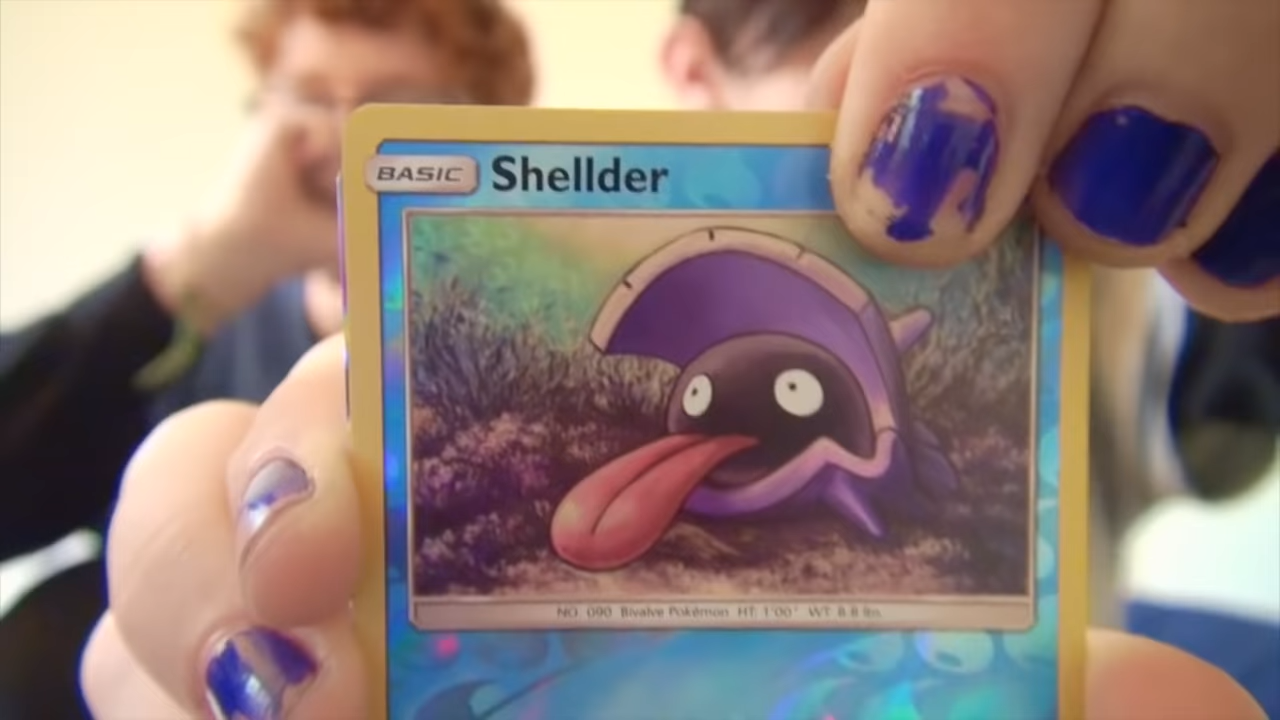 BASIC Shellder
NO. 090 Bivalve Pokémon HT: 1'00" WT: 8.8 lbs.